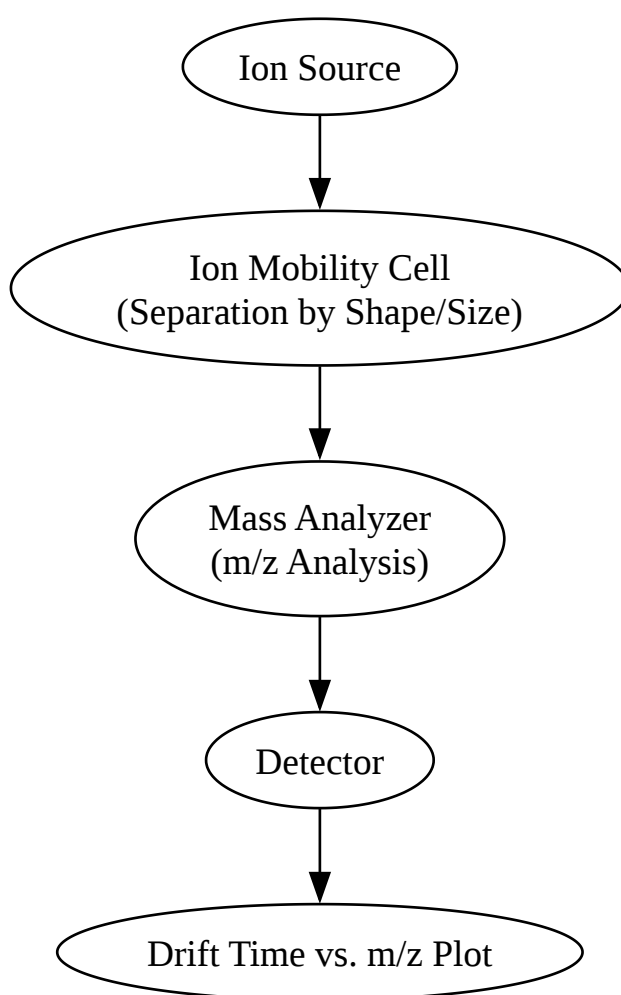 Ion Source
Ion Mobility Cell
(Separation by Shape/Size)
Mass Analyzer
(m/z Analysis)
Detector
Drift Time vs. m/z Plot